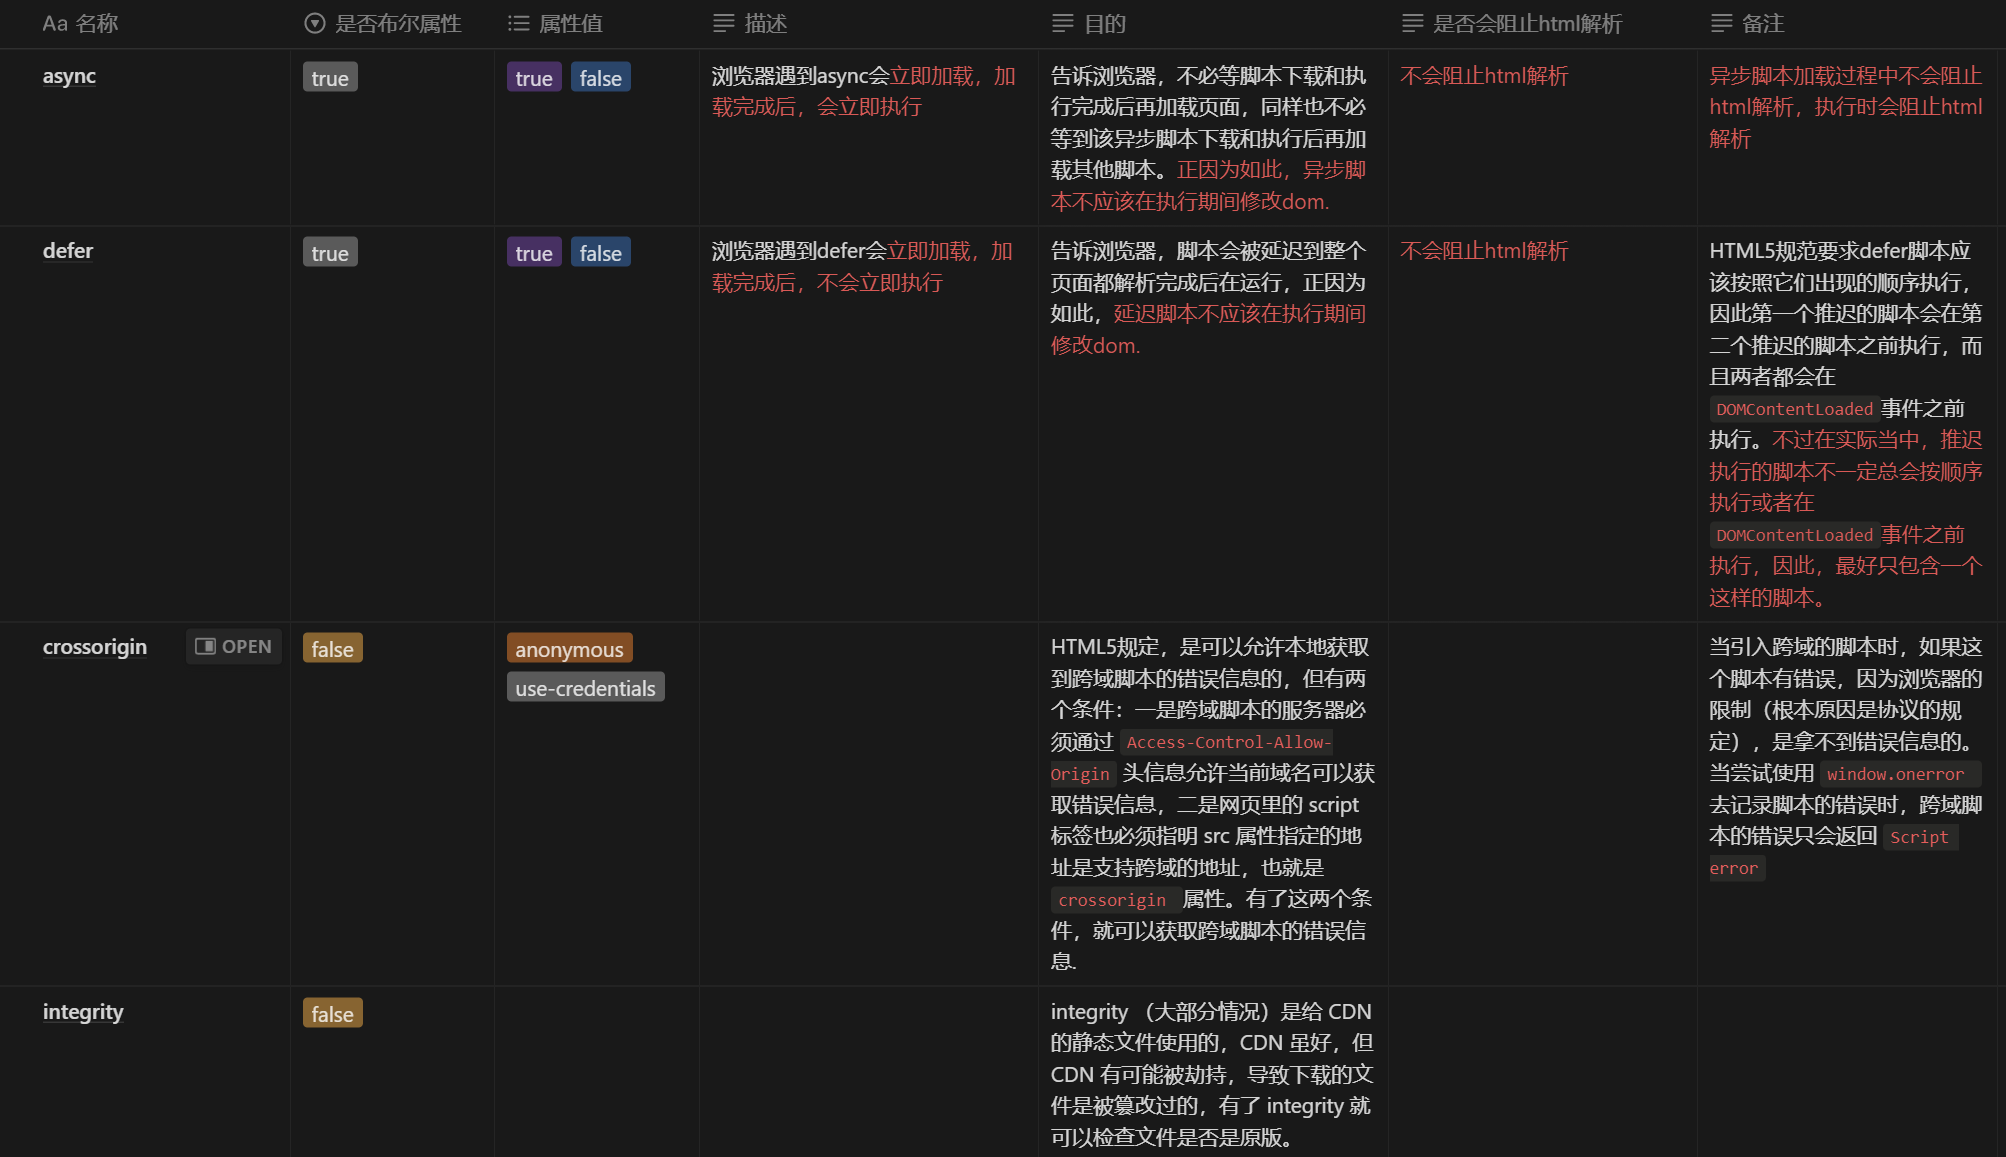 Aa 名称
是否布尔属性
属性值
描述
目的
是否会阻止html解析
备注
async
true
true false
浏览器遇到async会立即加载，加
载完成后，会立即执行
告诉浏览器，不必等脚本下载和执
行完成后再加载页面，同样也不必
等到该异步脚本下载和执行后再加
载其他脚本。正因为如此，异步脚
本不应该在执行期间修改dom.
不会阻止html解析
异步脚本加载过程中不会阻止
html解析，执行时会阻止html
解析
defer
true
true false
浏览器遇到defer会立即加载，加
载完成后，不会立即执行
告诉浏览器，脚本会被延迟到整个
页面都解析完成后在运行，正因为
如此，延迟脚本不应该在执行期间
修改dom.
不会阻止html解析
HTML5规范要求defer脚本应
该按照它们出现的顺序执行，
因此第一个推迟的脚本会在第
二个推迟的脚本之前执行，而
且两者都会在
DOMContentLoaded事件之前
执行。不过在实际当中，推迟
执行的脚本不一定总会按顺序
执行或者在
DOMContentLoaded事件之前
执行，因此，最好只包含一个
这样的脚本。
crossorigin
OPEN
false
anonymous
use-credentials
HTML5规定，是可以允许本地获取
到跨域脚本的错误信息的，但有两
个条件：一是跨域脚本的服务器必
须通过 Access-Control-Allow-
Origin 头信息允许当前域名可以获
取错误信息，二是网页里的 script
标签也必须指明 src 属性指定的地
址是支持跨域的地址，也就是
crossorigin 属性。有了这两个条
件，就可以获取跨域脚本的错误信
息.
当引入跨域的脚本时，如果这
个脚本有错误，因为浏览器的
限制（根本原因是协议的规
定），是拿不到错误信息的。
当尝试使用 window.onerror
去记录脚本的错误时，跨域脚
本的错误只会返回 Script
error
integrity
false
integrity （大部分情况）是给 CDN
的静态文件使用的，CDN 虽好，但
CDN 有可能被劫持，导致下载的文
件是被篡改过的，有了 integrity 就
可以检查文件是否是原版。